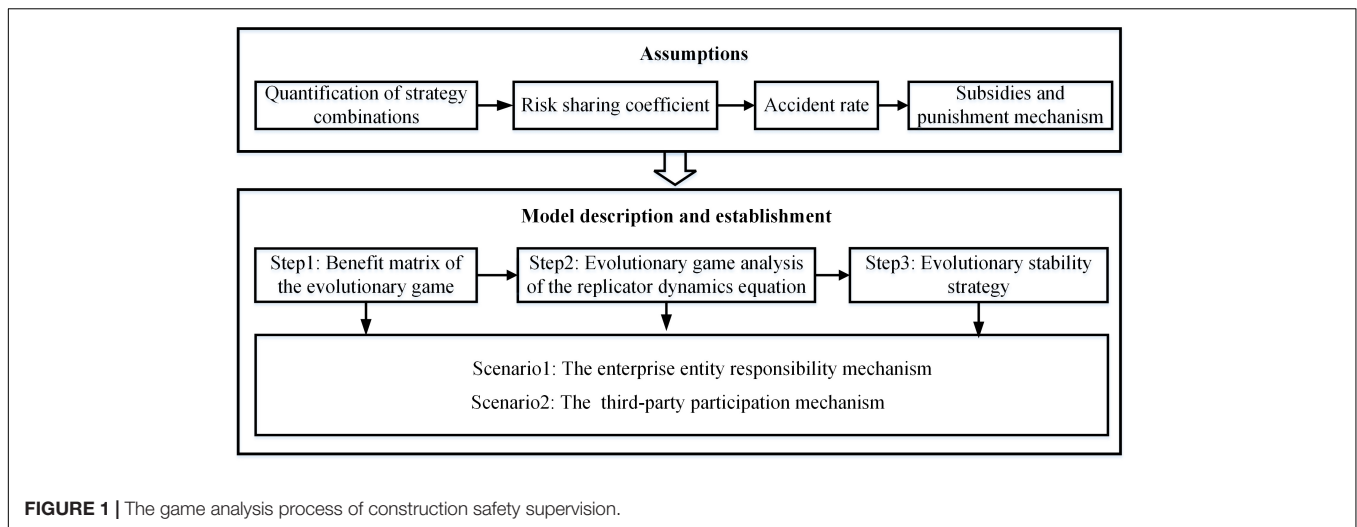 Assumptions
Quantification of strategy
combinations
Risk sharing coefficient
Accident rate
Subsidies and
punishment mechanism
Model description and establishment
Step1: Benefit matrix of
the evolutionary game
Step2: Evolutionary game analysis
of the replicator dynamics equation
Step3: Evolutionary stability
strategy
Scenario1: The enterprise entity responsibility mechanism
Scenario2: The third-party participation mechanism
FIGURE 1 | The game analysis process of construction safety supervision.